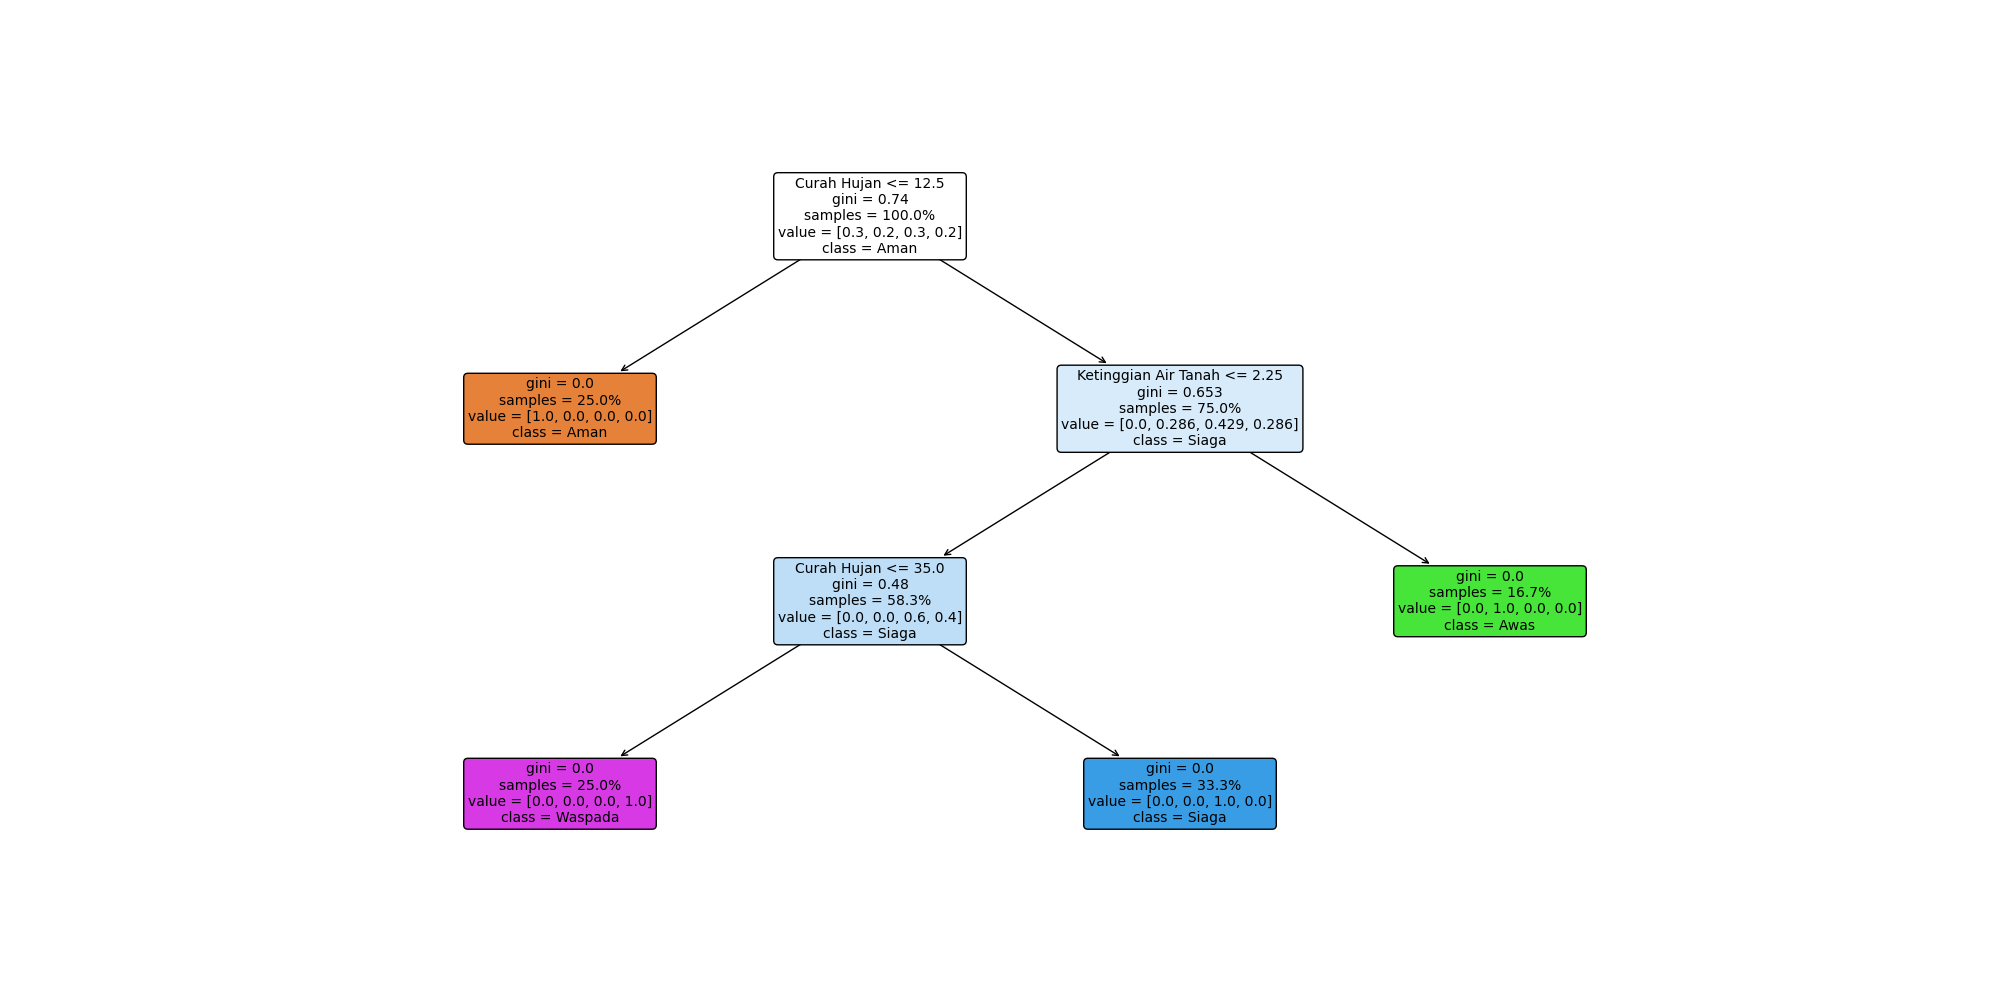 Curah Hujan <= 12.5
gini = 0.74
samples = 100.0%
value = [0.3, 0.2, 0.3, 0.2]
class = Aman
gini = 0.0
samples = 25.0%
value = [1.0, 0.0, 0.0, 0.0]
class = Aman
Ketinggian Air Tanah <= 2.25
gini = 0.653
samples = 75.0%
value = [0.0, 0.286, 0.429, 0.286]
class = Siaga
Curah Hujan <= 35.0
gini = 0.48
samples = 58.3%
value = [0.0, 0.0, 0.6, 0.4]
class = Siaga
gini = 0.0
samples = 16.7%
value = [0.0, 1.0, 0.0, 0.0]
class = Awas
gini = 0.0
samples = 25.0%
value = [0.0, 0.0, 0.0, 1.0]
class = Waspada
gini = 0.0
samples = 33.3%
value = [0.0, 0.0, 1.0, 0.0]
class = Siaga